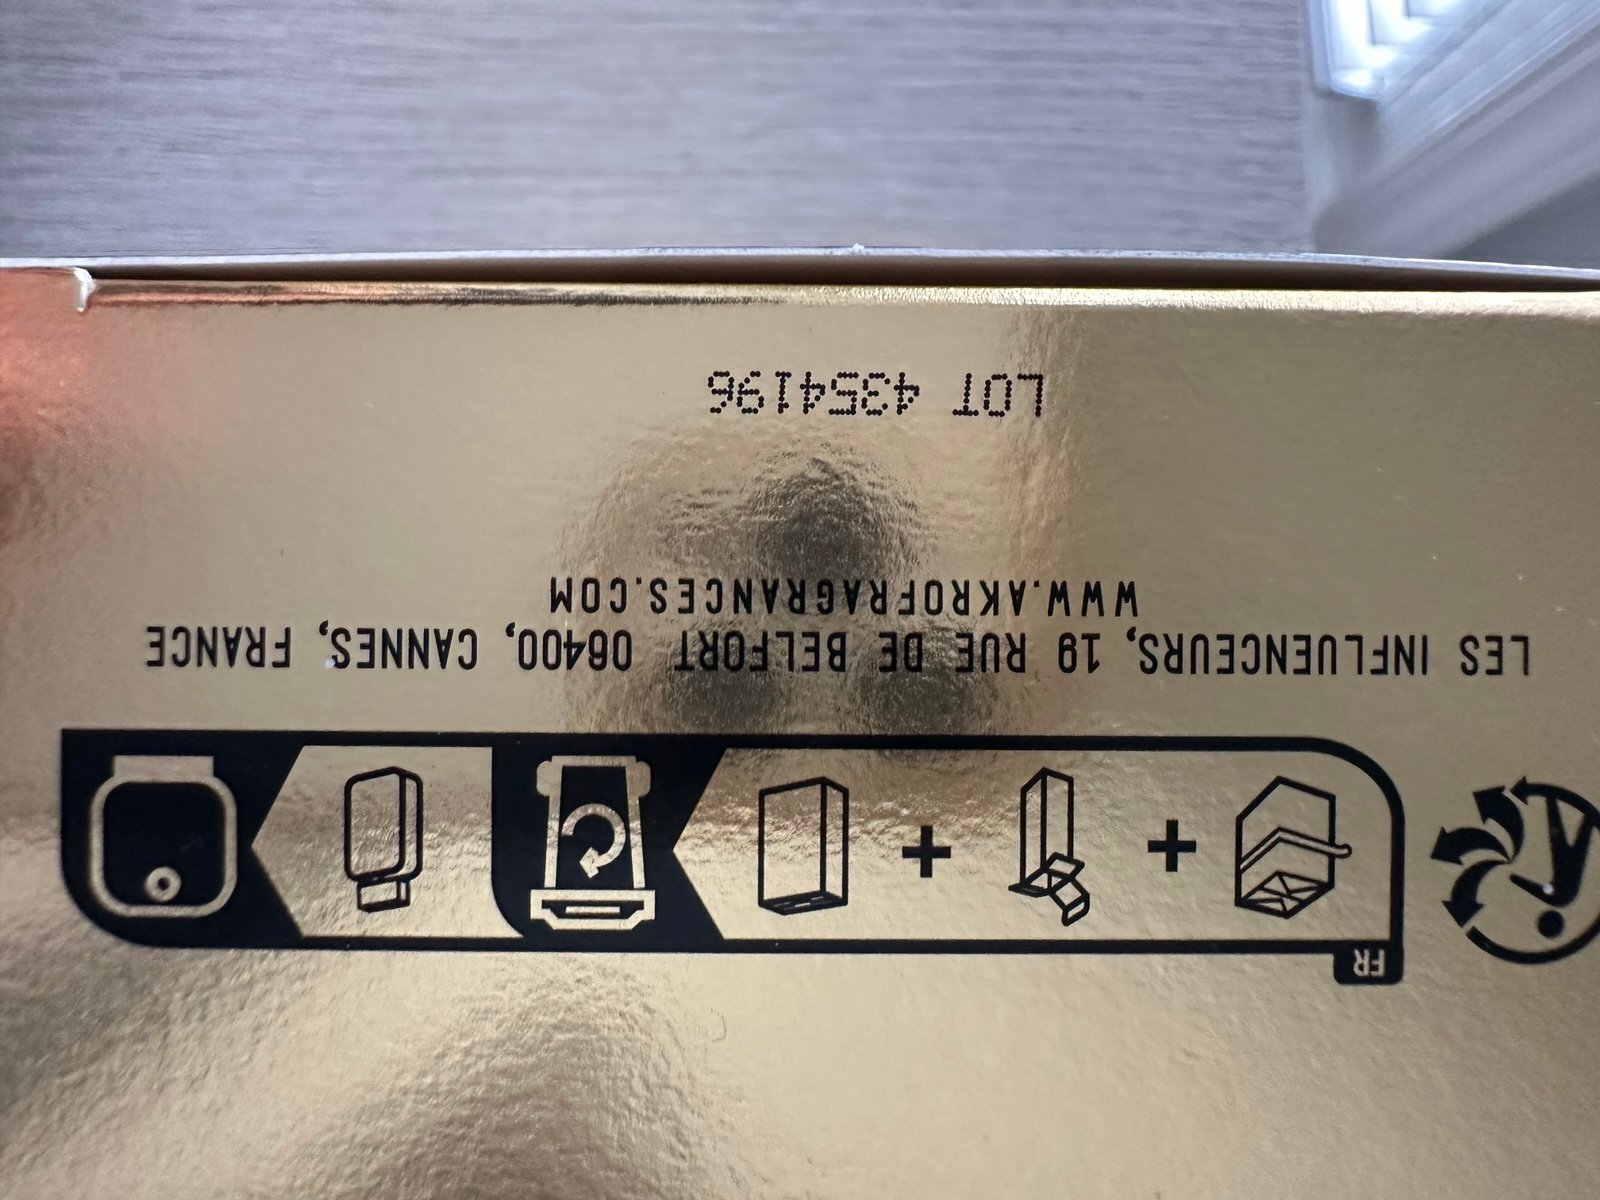 FR
LES INFLUENCEURS, 19 RUE DE BELFORT 06400, CANNES, FRANCE
WWW.AKROFRAGRANCES.COM
LOT 4354196